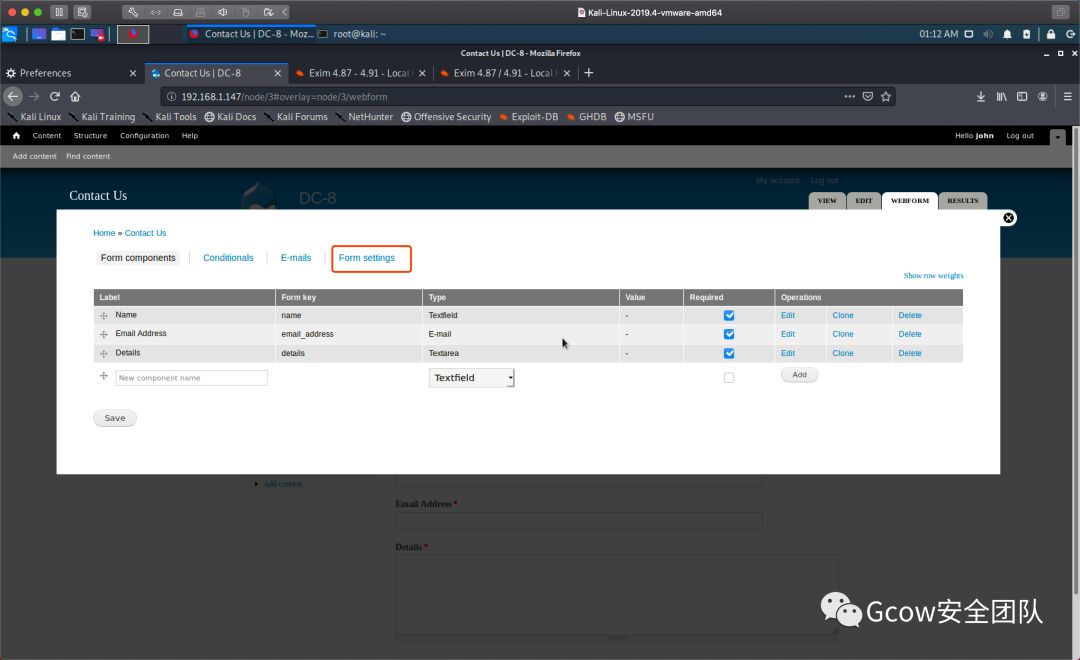 Kali-Linux-2019.4-vmware-amd64
Contact Us | DC-8 - Moz... root@kali: ~ 01:12 AM
Contact Us | DC-8 - Mozilla Firefox
Preferences Contact Us | DC-8 Exim 4.87 - 4.91 - Local Exim 4.87 / 4.91 - Local
192.168.1.147/node/3#overlay=node/3/webform
Kali Linux Kali Training Kali Tools Kali Docs Kali Forums NetHunter Offensive Security Exploit-DB GHDB MSFU
Content Structure Configuration Help Hello john Log out
Add content Find content
My account Log out
Contact Us DC-8
VIEW EDIT WEBFORM RESULTS
Home » Contact Us
Form components Conditionals E-mails Form settings
Show row weights
Label Form key Type Value Required Operations
Name name Textfield - Edit Clone Delete
Email Address email_address E-mail - Edit Clone Delete
Details details Textarea - Edit Clone Delete
New component name Textfield Add
Save
Add content
Email Address *
Details *
Gcow安全团队